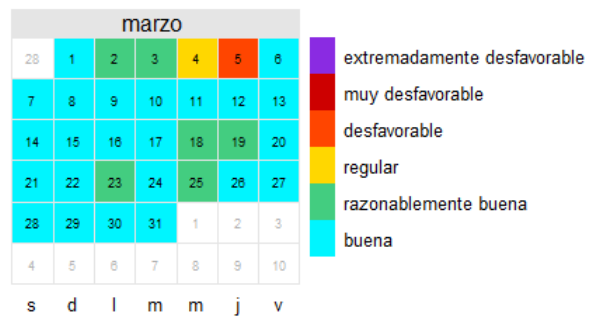 marzo
28 1 2 3 4 5 6
7 8 9 10 11 12 13
14 15 16 17 18 19 20
21 22 23 24 25 26 27
28 29 30 31 1 2 3
4 5 6 7 8 9 10
s d l m m j v
extremadamente desfavorable
muy desfavorable
desfavorable
regular
razonablemente buena
buena